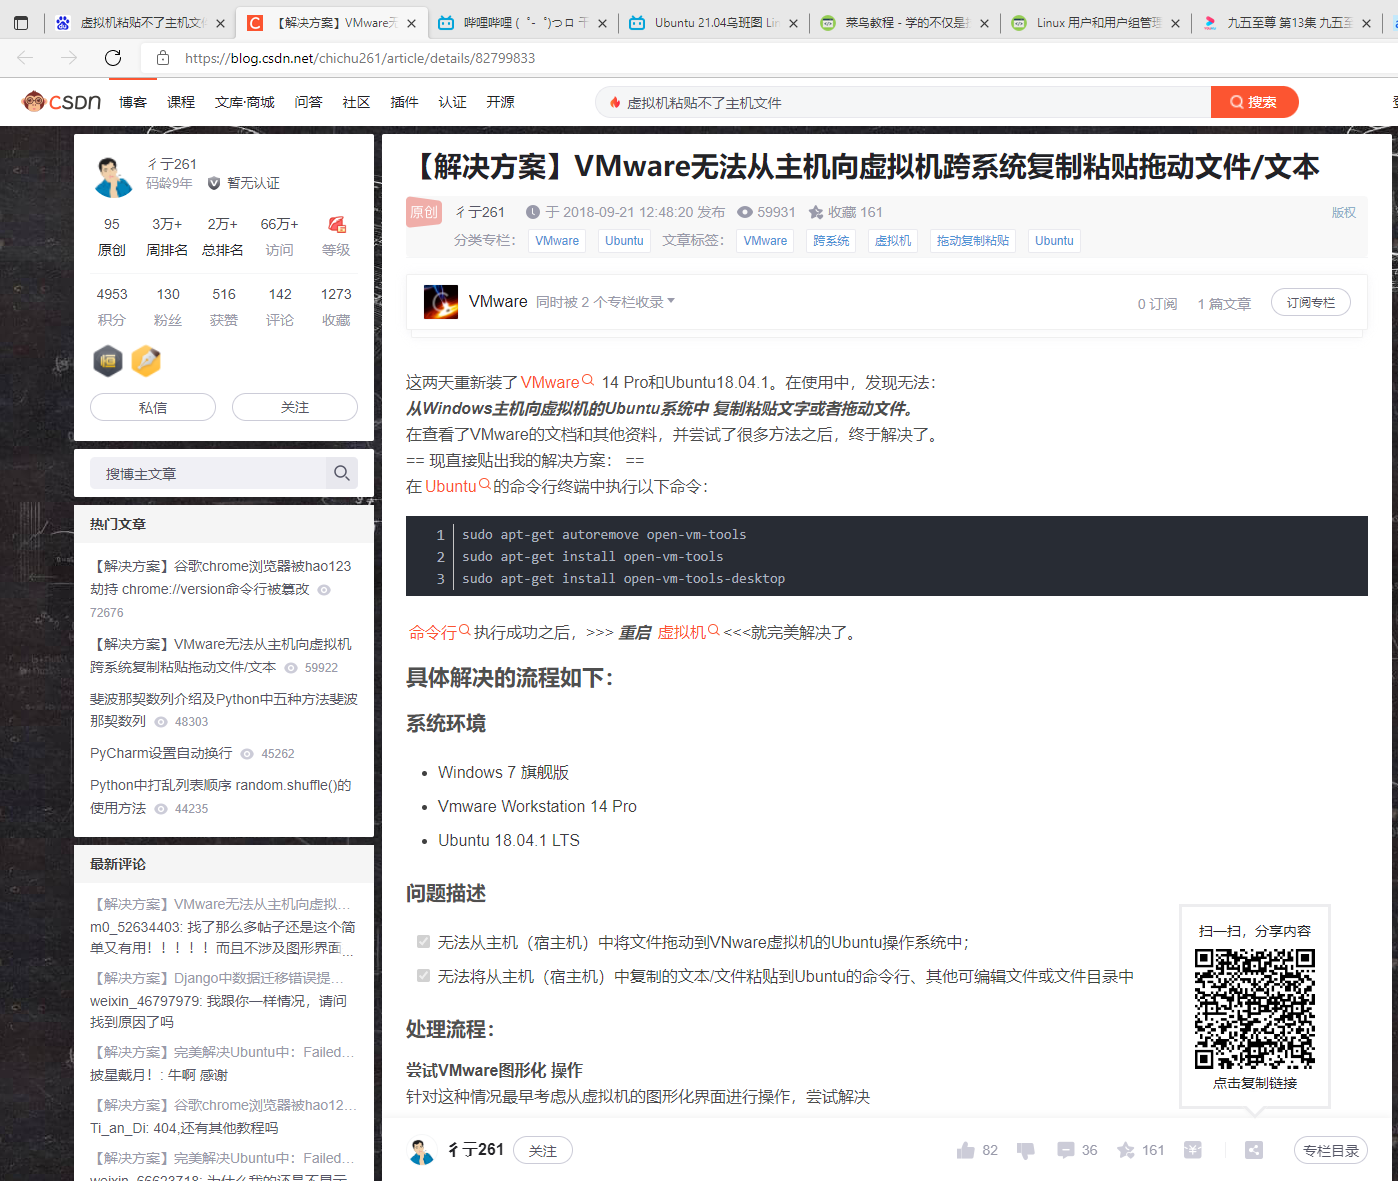 虚拟机粘贴不了主机文件
【解决方案】VMware无
哔哩哔哩 ( ゜- ゜)つロ 干
Ubuntu 21.04乌班图 Lin
菜鸟教程 - 学的不仅是技
Linux 用户和用户组管理
九五至尊 第13集 九五至
https://blog.csdn.net/chichu261/article/details/82799833
CSDN 博客 课程 文库·商城 问答 社区 插件 认证 开源
虚拟机粘贴不了主机文件 搜索
彳亍261
码龄9年 暂无认证
95 3万+ 2万+ 66万+
原创 周排名 总排名 访问 等级
4953 130 516 142 1273
积分 粉丝 获赞 评论 收藏
私信 关注
搜博主文章
热门文章
【解决方案】谷歌chrome浏览器被hao123
劫持 chrome://version命令行被篡改
72676
【解决方案】VMware无法从主机向虚拟机
跨系统复制粘贴拖动文件/文本 59922
斐波那契数列介绍及Python中五种方法斐波
那契数列 48303
PyCharm设置自动换行 45262
Python中打乱列表顺序 random.shuffle()的
使用方法 44235
最新评论
【解决方案】VMware无法从主机向虚拟...
m0_52634403: 找了那么多帖子还是这个简
单又有用！！！！！而且不涉及图形界面...
【解决方案】Django中数据迁移错误提...
weixin_46797979: 我跟你一样情况，请问
找到原因了吗
【解决方案】完美解决Ubuntu中：Failed...
披星戴月！: 牛啊 感谢
【解决方案】谷歌chrome浏览器被hao12...
Ti_an_Di: 404,还有其他教程吗
【解决方案】完美解决Ubuntu中：Failed...
weixin_66623718: 为什么我的还是不显示
【解决方案】VMware无法从主机向虚拟机跨系统复制粘贴拖动文件/文本
原创 彳亍261 于 2018-09-21 12:48:20 发布 59931 收藏 161 版权
分类专栏： VMware Ubuntu 文章标签： VMware 跨系统 虚拟机 拖动复制粘贴 Ubuntu
VMware 同时被 2 个专栏收录 0 订阅 1 篇文章 订阅专栏
这两天重新装了 VMware 14 Pro和Ubuntu18.04.1。在使用中，发现无法：
从Windows主机向虚拟机的Ubuntu系统中 复制粘贴文字或者拖动文件。
在查看了VMware的文档和其他资料，并尝试了很多方法之后，终于解决了。
== 现直接贴出我的解决方案： ==
在 Ubuntu 的命令行终端中执行以下命令：
1 sudo apt-get autoremove open-vm-tools
2 sudo apt-get install open-vm-tools
3 sudo apt-get install open-vm-tools-desktop
命令行 执行成功之后，>>> 重启 虚拟机 <<<就完美解决了。
具体解决的流程如下：
系统环境
• Windows 7 旗舰版
• Vmware Workstation 14 Pro
• Ubuntu 18.04.1 LTS
问题描述
无法从主机（宿主机）中将文件拖动到VNware虚拟机的Ubuntu操作系统中；
无法将从主机（宿主机）中复制的文本/文件粘贴到Ubuntu的命令行、其他可编辑文件或文件目录中
处理流程：
尝试VMware图形化 操作
针对这种情况最早考虑从虚拟机的图形化界面进行操作，尝试解决
扫一扫，分享内容
点击复制链接
彳亍261 关注 82 36 161 专栏目录